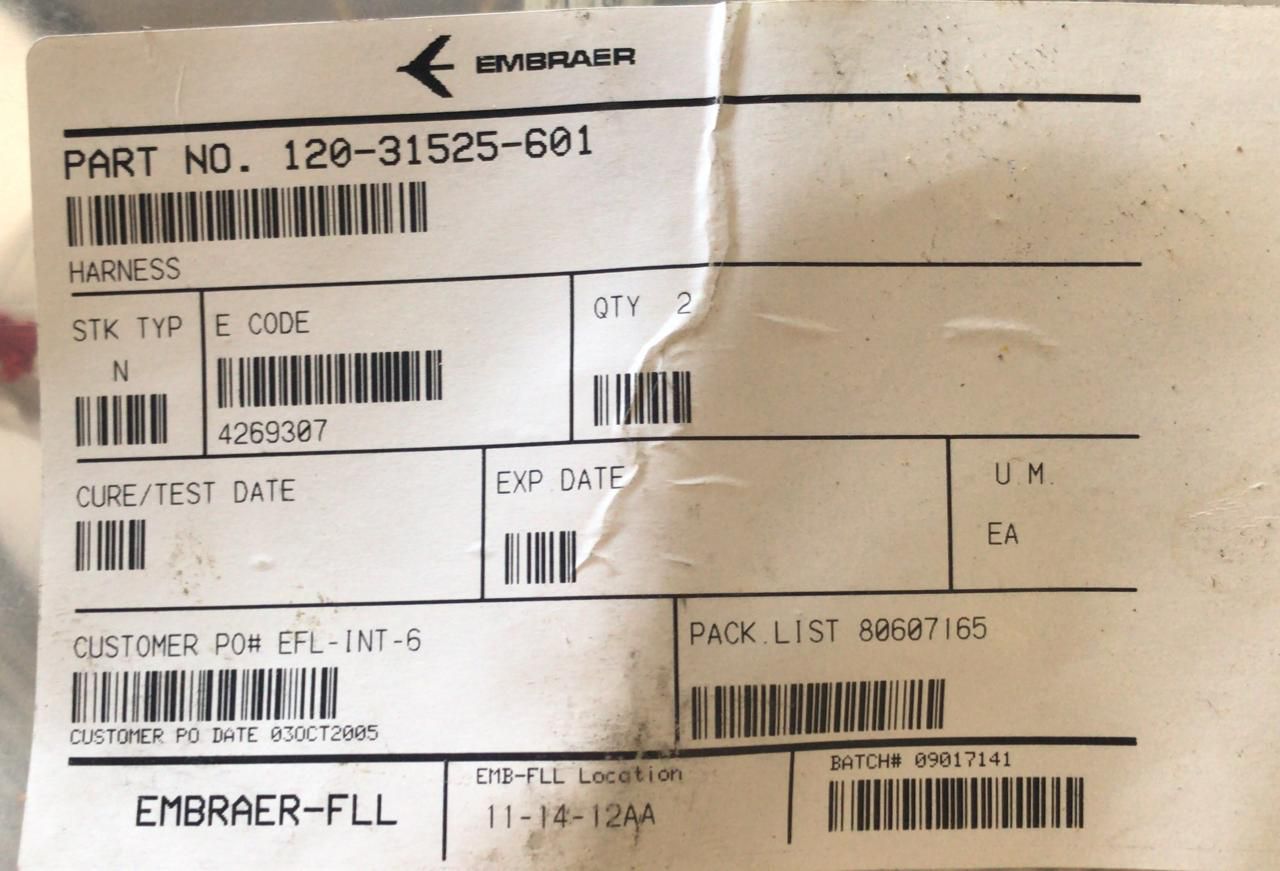 EMBRAER
PART NO. 120-31525-601
HARNESS
STK TYP
N
E CODE
4269307
QTY 2
CURE/TEST DATE
EXP.DATE
U.M.
EA
CUSTOMER PO# EFL-INT-6
CUSTOMER PO DATE 03OCT2005
PACK.LIST 80607165
EMBRAER-FLL
EMB-FLL Location
11-14-12AA
BATCH# 09017141